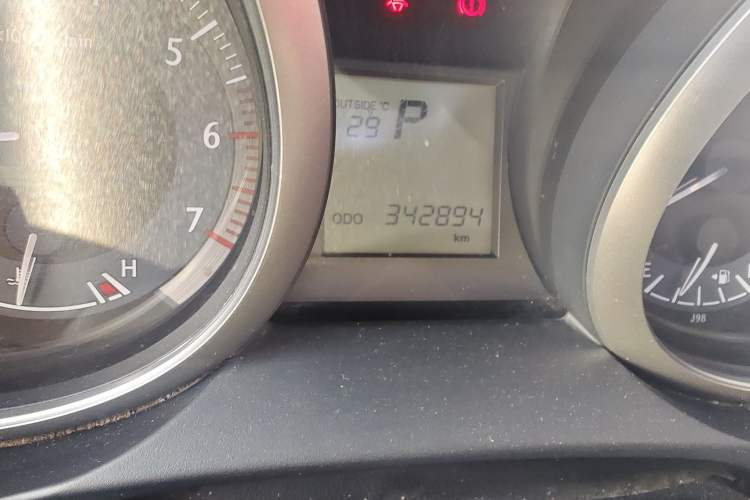 5
6
7
H
OUTSIDE °C
29 P
ODO 342894
km
E
J98